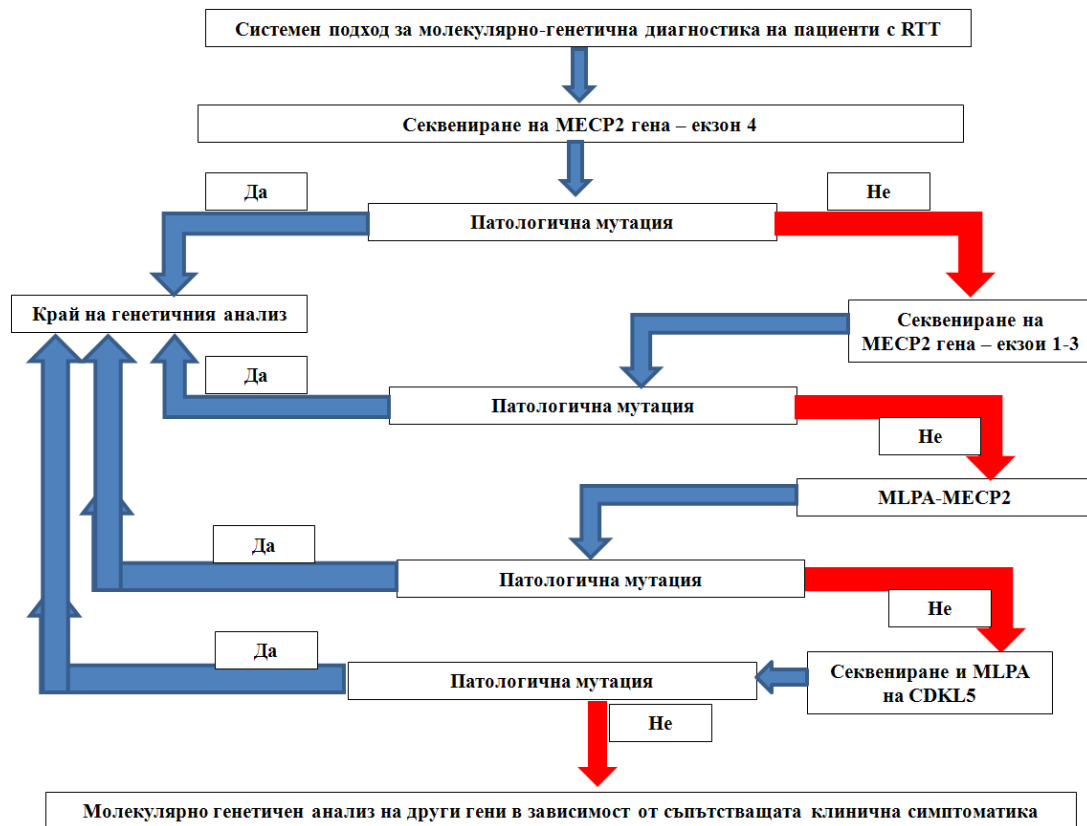 Системен подход за молекулярно-генетична диагностика на пациенти с RTT
Секвениране на MECP2 гена – екзон 4
Да
Не
Патологична мутация
Край на генетичния анализ
Секвениране на
MECP2 гена – екзои 1-3
Да
Патологична мутация
Не
MLPA-MECP2
Да
Патологична мутация
Не
Да
Секвениране и MLPA
на CDKL5
Патологична мутация
Не
Молекулярно генетичен анализ на други гени в зависимост от съпътстващата клинична симптоматика